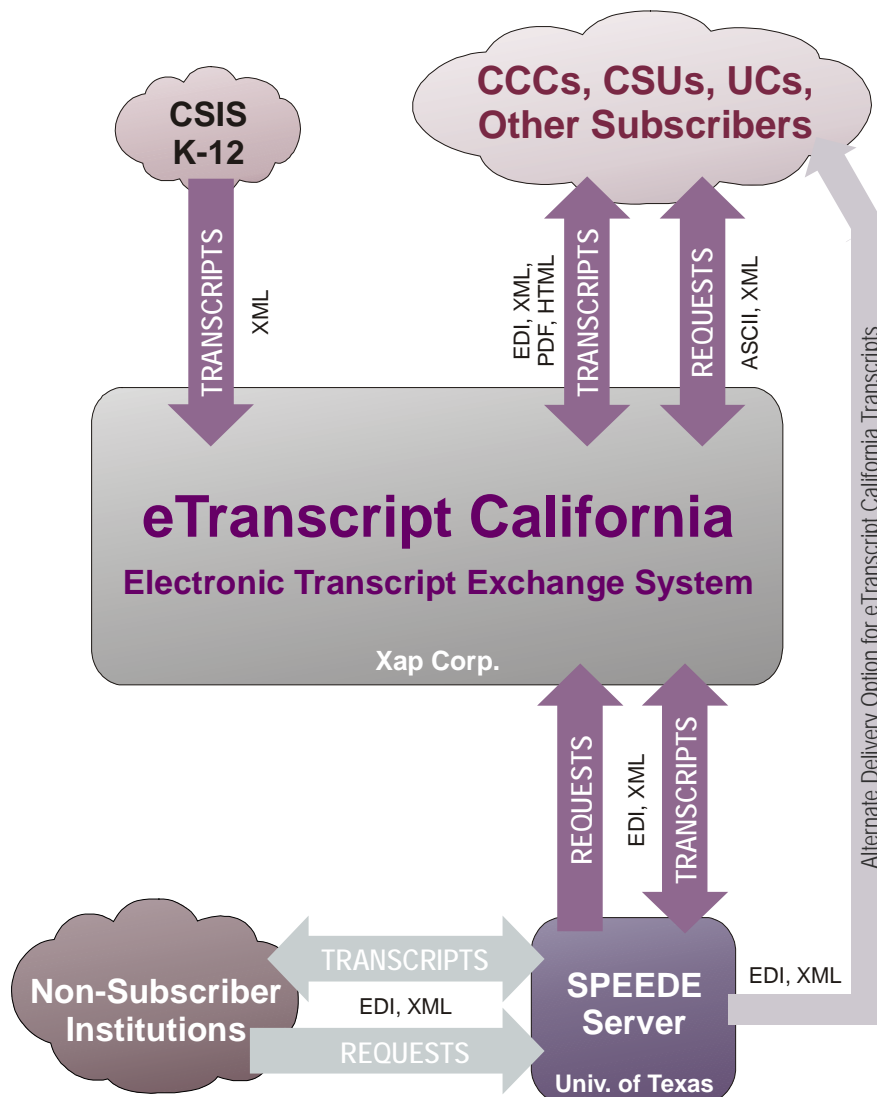 CSIS
K-12
CCCs, CSUs, UCs,
Other Subscribers
TRANSCRIPTS
XML
EDI, XML,
PDF, HTML
TRANSCRIPTS
REQUESTS
ASCII, XML
Alternate Delivery Option for eTranscript California Transcripts
eTranscript California
Electronic Transcript Exchange System
Xap Corp.
REQUESTS
EDI, XML
TRANSCRIPTS
Non-Subscriber
Institutions
TRANSCRIPTS
EDI, XML
REQUESTS
SPEEDE
Server
Univ. of Texas
EDI, XML